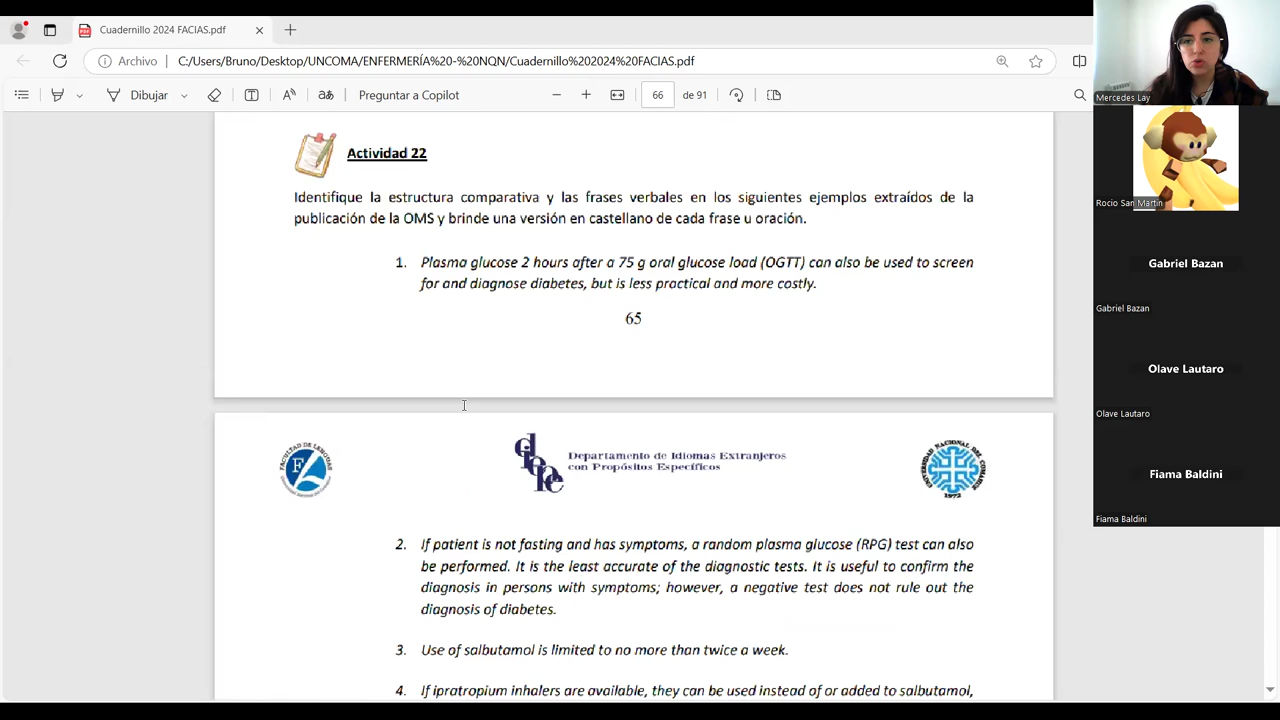 Cuadernillo 2024 FACIAS.pdf
Archivo
C:/Users/Bruno/Desktop/UNCOMA/ENFERMERÍA%20-%20NQN/Cuadernillo%202024%20FACIAS.pdf
Dibujar
Preguntar a Copilot
66 de 91
Actividad 22
Identifique la estructura comparativa y las frases verbales en los siguientes ejemplos extraídos de la
publicación de la OMS y brinde una versión en castellano de cada frase u oración.
1. Plasma glucose 2 hours after a 75 g oral glucose load (OGTT) can also be used to screen
for and diagnose diabetes, but is less practical and more costly.
65
Departamento de Idiomas Extranjeros
con Propósitos Específicos
2. If patient is not fasting and has symptoms, a random plasma glucose (RPG) test can also
be performed. It is the least accurate of the diagnostic tests. It is useful to confirm the
diagnosis in persons with symptoms; however, a negative test does not rule out the
diagnosis of diabetes.
3. Use of salbutamol is limited to no more than twice a week.
4. If ipratropium inhalers are available, they can be used instead of or added to salbutamol,
Mercedes Lay
Rocio San Martin
Gabriel Bazan
Gabriel Bazan
Olave Lautaro
Olave Lautaro
Fiama Baldini
Fiama Baldini